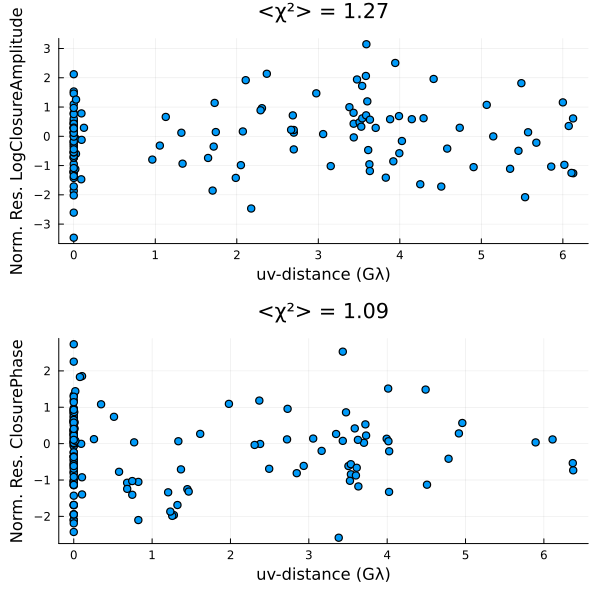 <χ²> = 1.27
Norm. Res. LogClosureAmplitude
3
2
1
0
−1
−2
−3
0 1 2 3 4 5 6
uv-distance (Gλ)
<χ²> = 1.09
Norm. Res. ClosurePhase
2
1
0
−1
−2
0 1 2 3 4 5 6
uv-distance (Gλ)